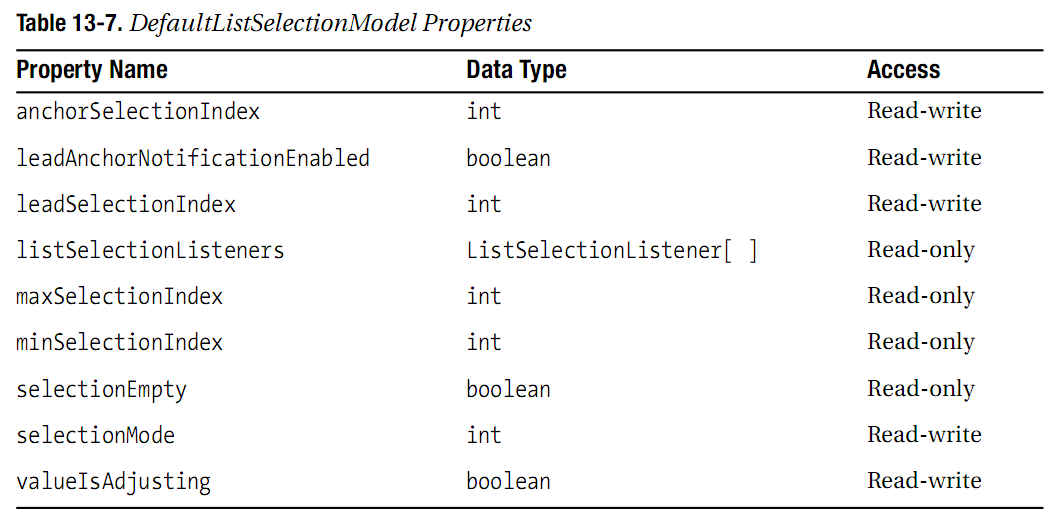 Table 13-7. DefaultListSelectionModel Properties
Property Name Data Type Access
anchorSelectionIndex int Read-write
leadAnchorNotificationEnabled boolean Read-write
leadSelectionIndex int Read-write
listSelectionListeners ListSelectionListener[ ] Read-only
maxSelectionIndex int Read-only
minSelectionIndex int Read-only
selectionEmpty boolean Read-only
selectionMode int Read-write
valueIsAdjusting boolean Read-write